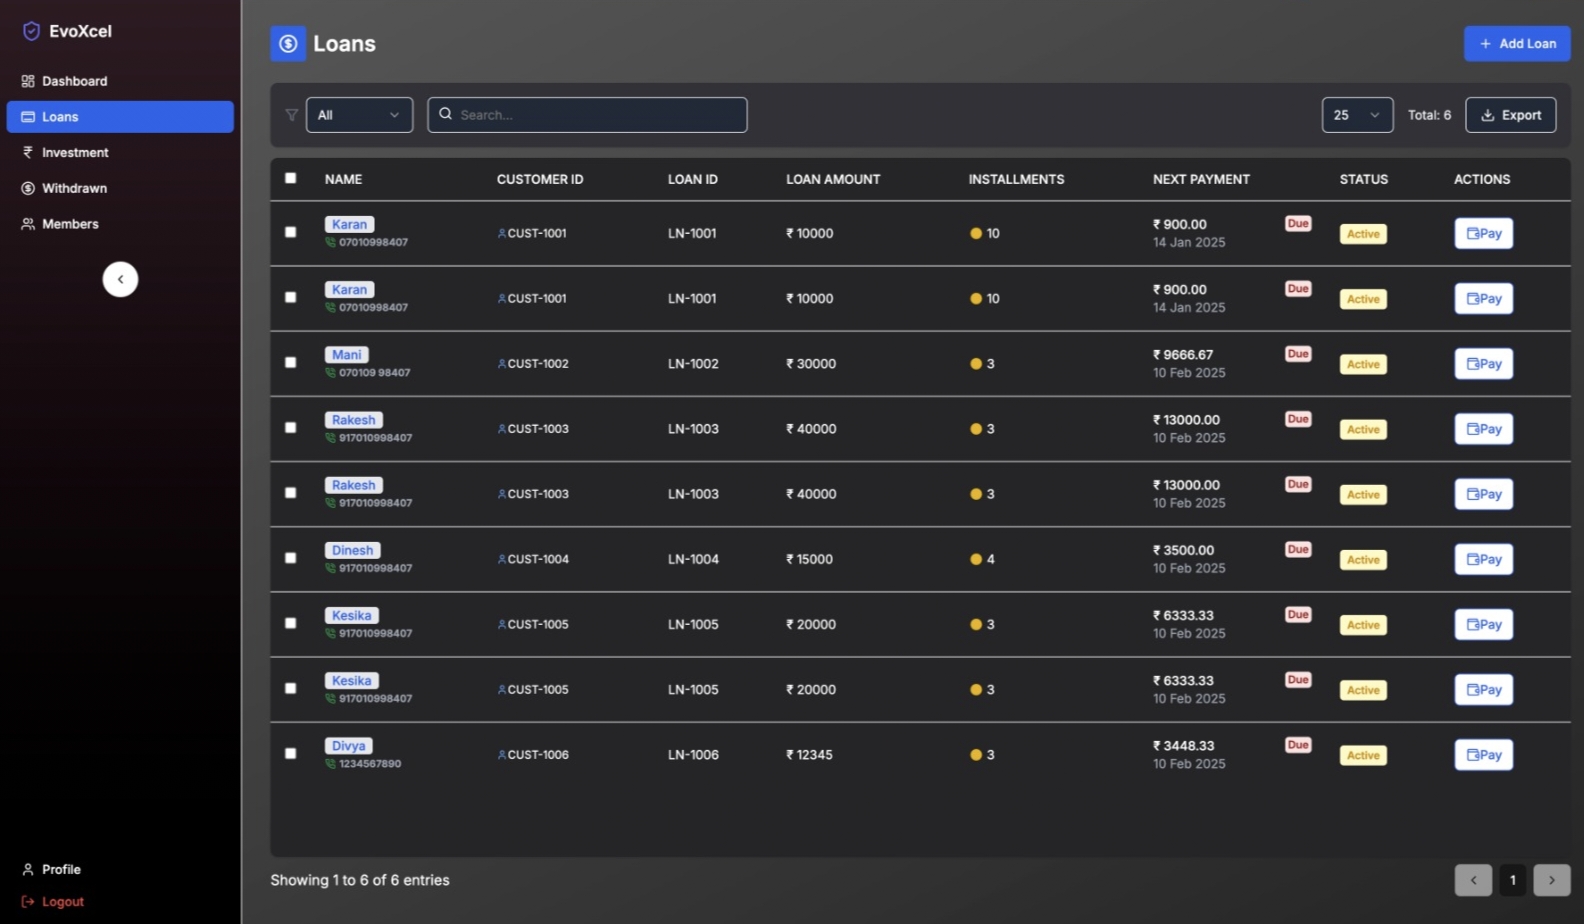 EvoXcel
Dashboard
Loans
Investment
Withdrawn
Members
Profile
Logout
Loans
+ Add Loan
All
Search...
25
Total: 6
Export
NAME CUSTOMER ID LOAN ID LOAN AMOUNT INSTALLMENTS NEXT PAYMENT STATUS ACTIONS
Karan
07010998407
CUST-1001 LN-1001 ₹ 10000 10
₹ 900.00 Due
14 Jan 2025
Active Pay
Karan
07010998407
CUST-1001 LN-1001 ₹ 10000 10
₹ 900.00 Due
14 Jan 2025
Active Pay
Mani
070109 98407
CUST-1002 LN-1002 ₹ 30000 3
₹ 9666.67 Due
10 Feb 2025
Active Pay
Rakesh
917010998407
CUST-1003 LN-1003 ₹ 40000 3
₹ 13000.00 Due
10 Feb 2025
Active Pay
Rakesh
917010998407
CUST-1003 LN-1003 ₹ 40000 3
₹ 13000.00 Due
10 Feb 2025
Active Pay
Dinesh
917010998407
CUST-1004 LN-1004 ₹ 15000 4
₹ 3500.00 Due
10 Feb 2025
Active Pay
Kesika
917010998407
CUST-1005 LN-1005 ₹ 20000 3
₹ 6333.33 Due
10 Feb 2025
Active Pay
Kesika
917010998407
CUST-1005 LN-1005 ₹ 20000 3
₹ 6333.33 Due
10 Feb 2025
Active Pay
Divya
1234567890
CUST-1006 LN-1006 ₹ 12345 3
₹ 3448.33 Due
10 Feb 2025
Active Pay
Showing 1 to 6 of 6 entries
1